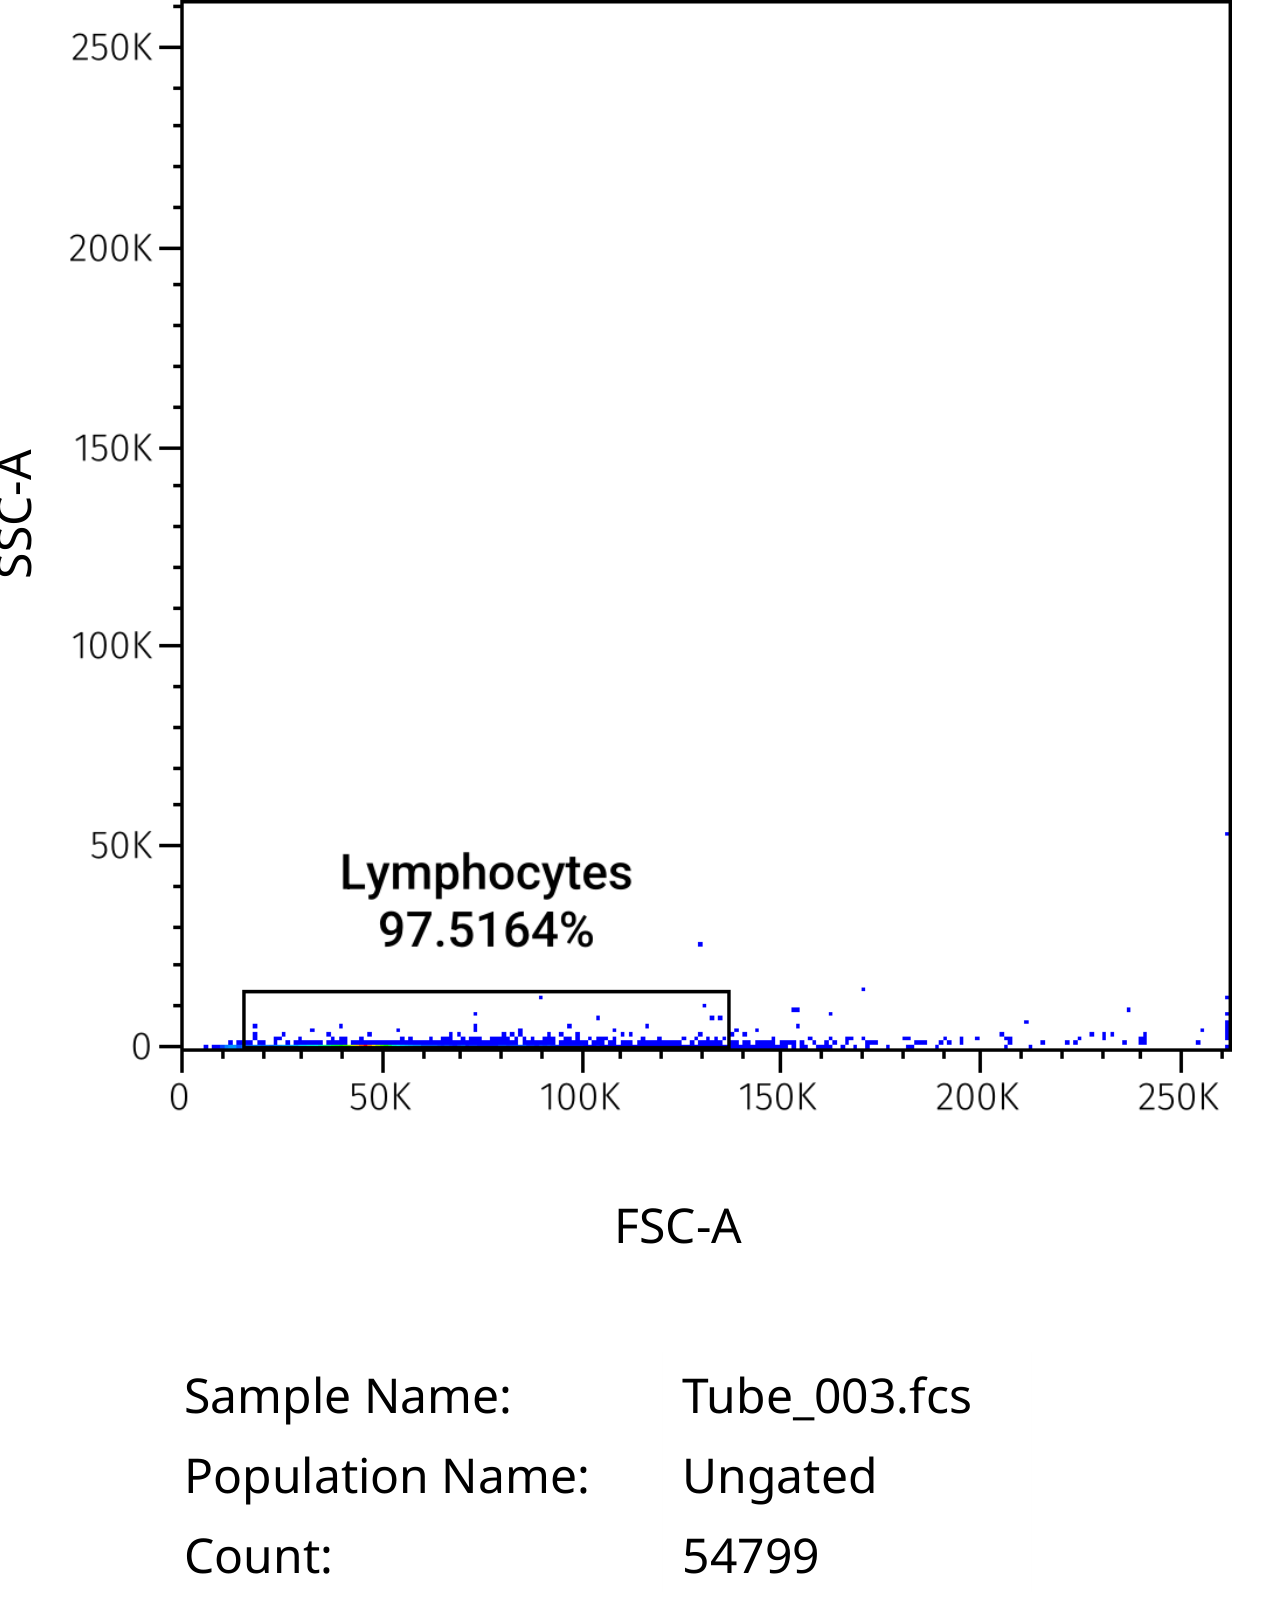 250K
200K
150K
100K
50K
0
SSC-A
Lymphocytes
97.5164%
0 50K 100K 150K 200K 250K
FSC-A
Sample Name: Tube_003.fcs
Population Name: Ungated
Count: 54799